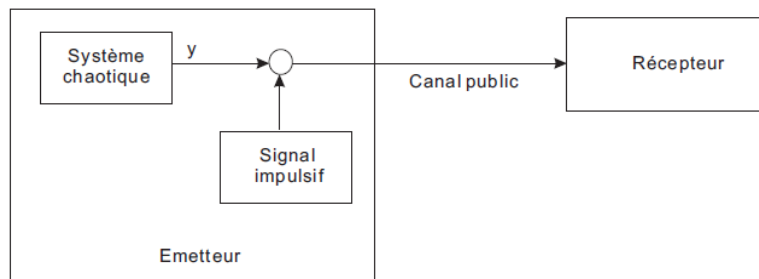 Système
chaotique
y
Canal public
Récepteur
Signal
impulsif
Emetteur